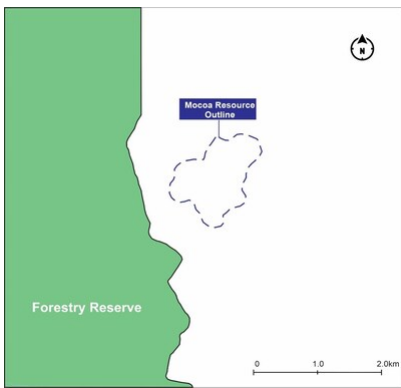 N
Mocoa Resource
Outline
Forestry Reserve
0 1.0 2.0km